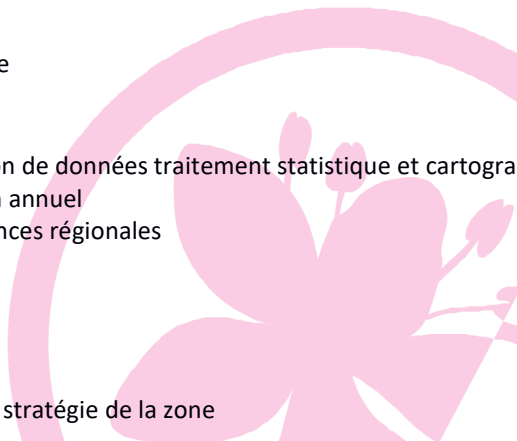 e
on de données traitement statistique et cartogra
annuel
nces régionales
stratégie de la zone